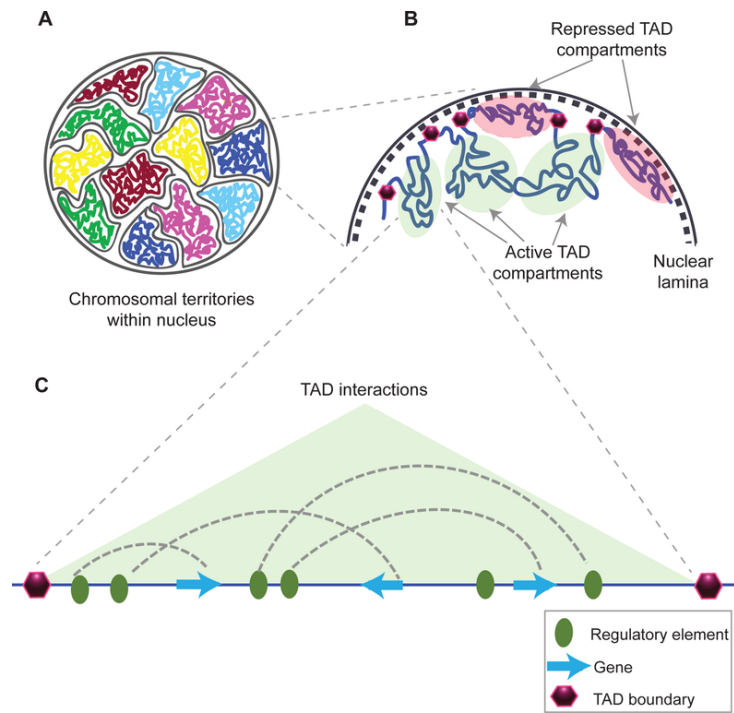 A
Chromosomal territories
within nucleus
B
Repressed TAD
compartments
Active TAD
compartments
Nuclear
lamina
C
TAD interactions
Regulatory element
Gene
TAD boundary